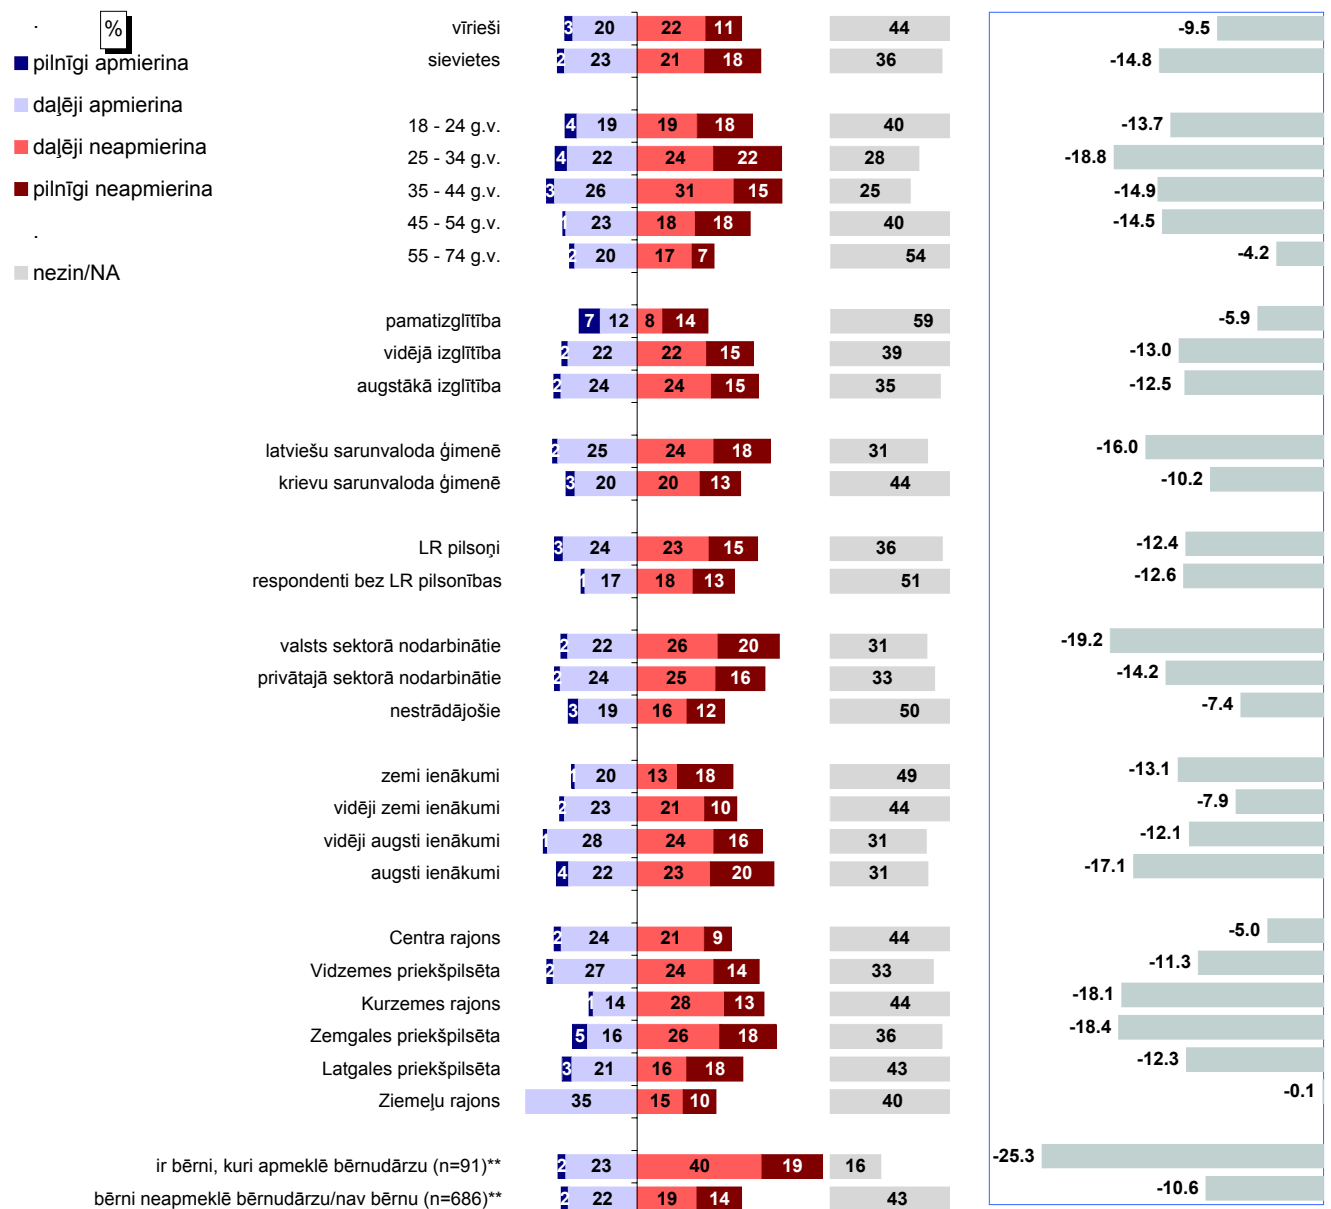 .
%
pilnīgi apmierina
daļēji apmierina
daļēji neapmierina
pilnīgi neapmierina
.
nezin/NA
vīrieši 3 20 22 11 44 -9.5
sievietes 2 23 21 18 36 -14.8
18 - 24 g.v. 4 19 19 18 40 -13.7
25 - 34 g.v. 4 22 24 22 28 -18.8
35 - 44 g.v. 3 26 31 15 25 -14.9
45 - 54 g.v. 1 23 18 18 40 -14.5
55 - 74 g.v. 2 20 17 7 54 -4.2
pamatizglītība 7 12 8 14 59 -5.9
vidējā izglītība 2 22 22 15 39 -13.0
augstākā izglītība 2 24 24 15 35 -12.5
latviešu sarunvaloda ģimenē 2 25 24 18 31 -16.0
krievu sarunvaloda ģimenē 3 20 20 13 44 -10.2
LR pilsoņi 3 24 23 15 36 -12.4
respondenti bez LR pilsonības 1 17 18 13 51 -12.6
valsts sektorā nodarbinātie 2 22 26 20 31 -19.2
privātajā sektorā nodarbinātie 2 24 25 16 33 -14.2
nestrādājošie 3 19 16 12 50 -7.4
zemi ienākumi 1 20 13 18 49 -13.1
vidēji zemi ienākumi 2 23 21 10 44 -7.9
vidēji augsti ienākumi 1 28 24 16 31 -12.1
augsti ienākumi 4 22 23 20 31 -17.1
Centra rajons 2 24 21 9 44 -5.0
Vidzemes priekšpilsēta 2 27 24 14 33 -11.3
Kurzemes rajons 1 14 28 13 44 -18.1
Zemgales priekšpilsēta 5 16 26 18 36 -18.4
Latgales priekšpilsēta 3 21 16 18 43 -12.3
Ziemeļu rajons 35 15 10 40 -0.1
ir bērni, kuri apmeklē bērnudārzu (n=91)** 2 23 40 19 16 -25.3
bērni neapmeklē bērnudārzu/nav bērnu (n=686)** 2 22 19 14 43 -10.6